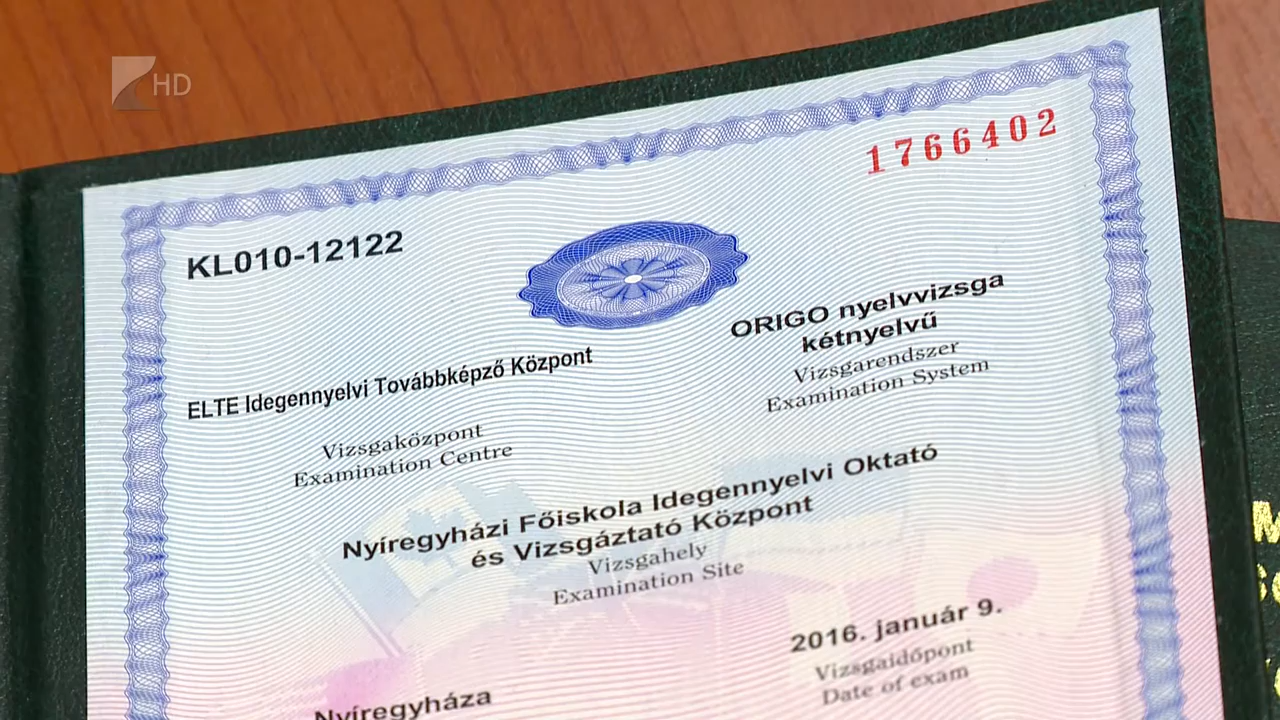 HD
1766402
KL010-12122
ORIGO nyelvvizsga
kétnyelvű
Vizsgarendszer
Examination System
ELTE Idegennyelvi Továbbképző Központ
Vizsgaközpont
Examination Centre
Nyíregyházi Főiskola Idegennyelvi Oktató
és Vizsgáztató Központ
Vizsgahely
Examination Site
2016. január 9.
Vizsgaidőpont
Date of exam
Nyíregyháza